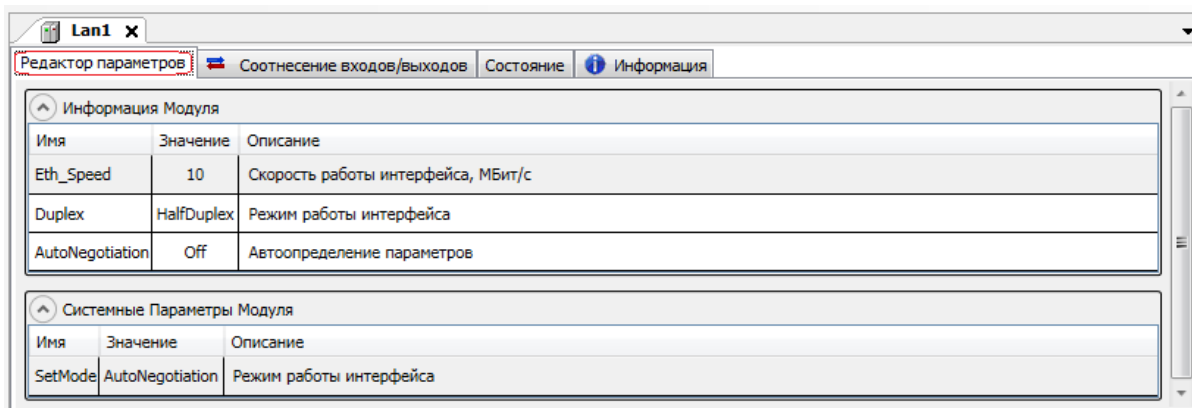 Lan1 X
Редактор параметров Соотнесение входов/выходов Состояние Информация
Информация Модуля
Имя Значение Описание
Eth_Speed 10 Скорость работы интерфейса, МБит/с
Duplex HalfDuplex Режим работы интерфейса
AutoNegotiation Off Автоопределение параметров
Системные Параметры Модуля
Имя Значение Описание
SetMode AutoNegotiation Режим работы интерфейса